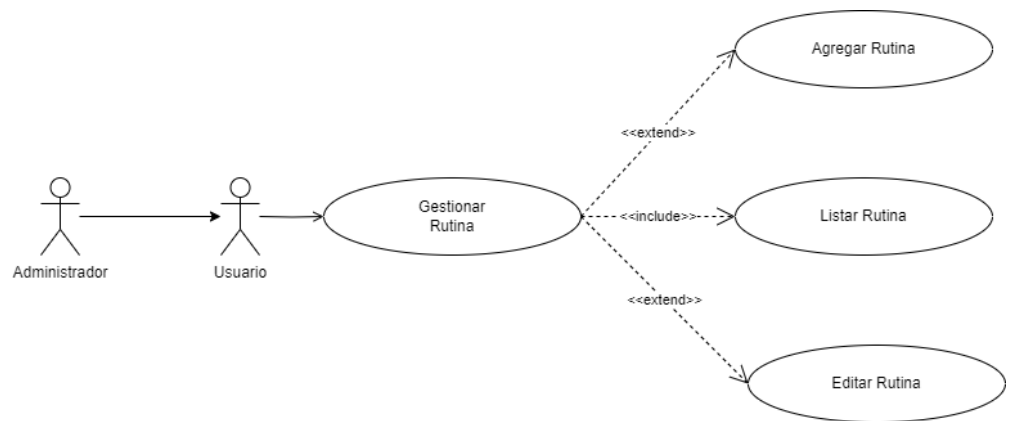 Agregar Rutina
<<extend>>
Gestionar
Rutina
<<include>>
Listar Rutina
Administrador
Usuario
<<extend>>
Editar Rutina